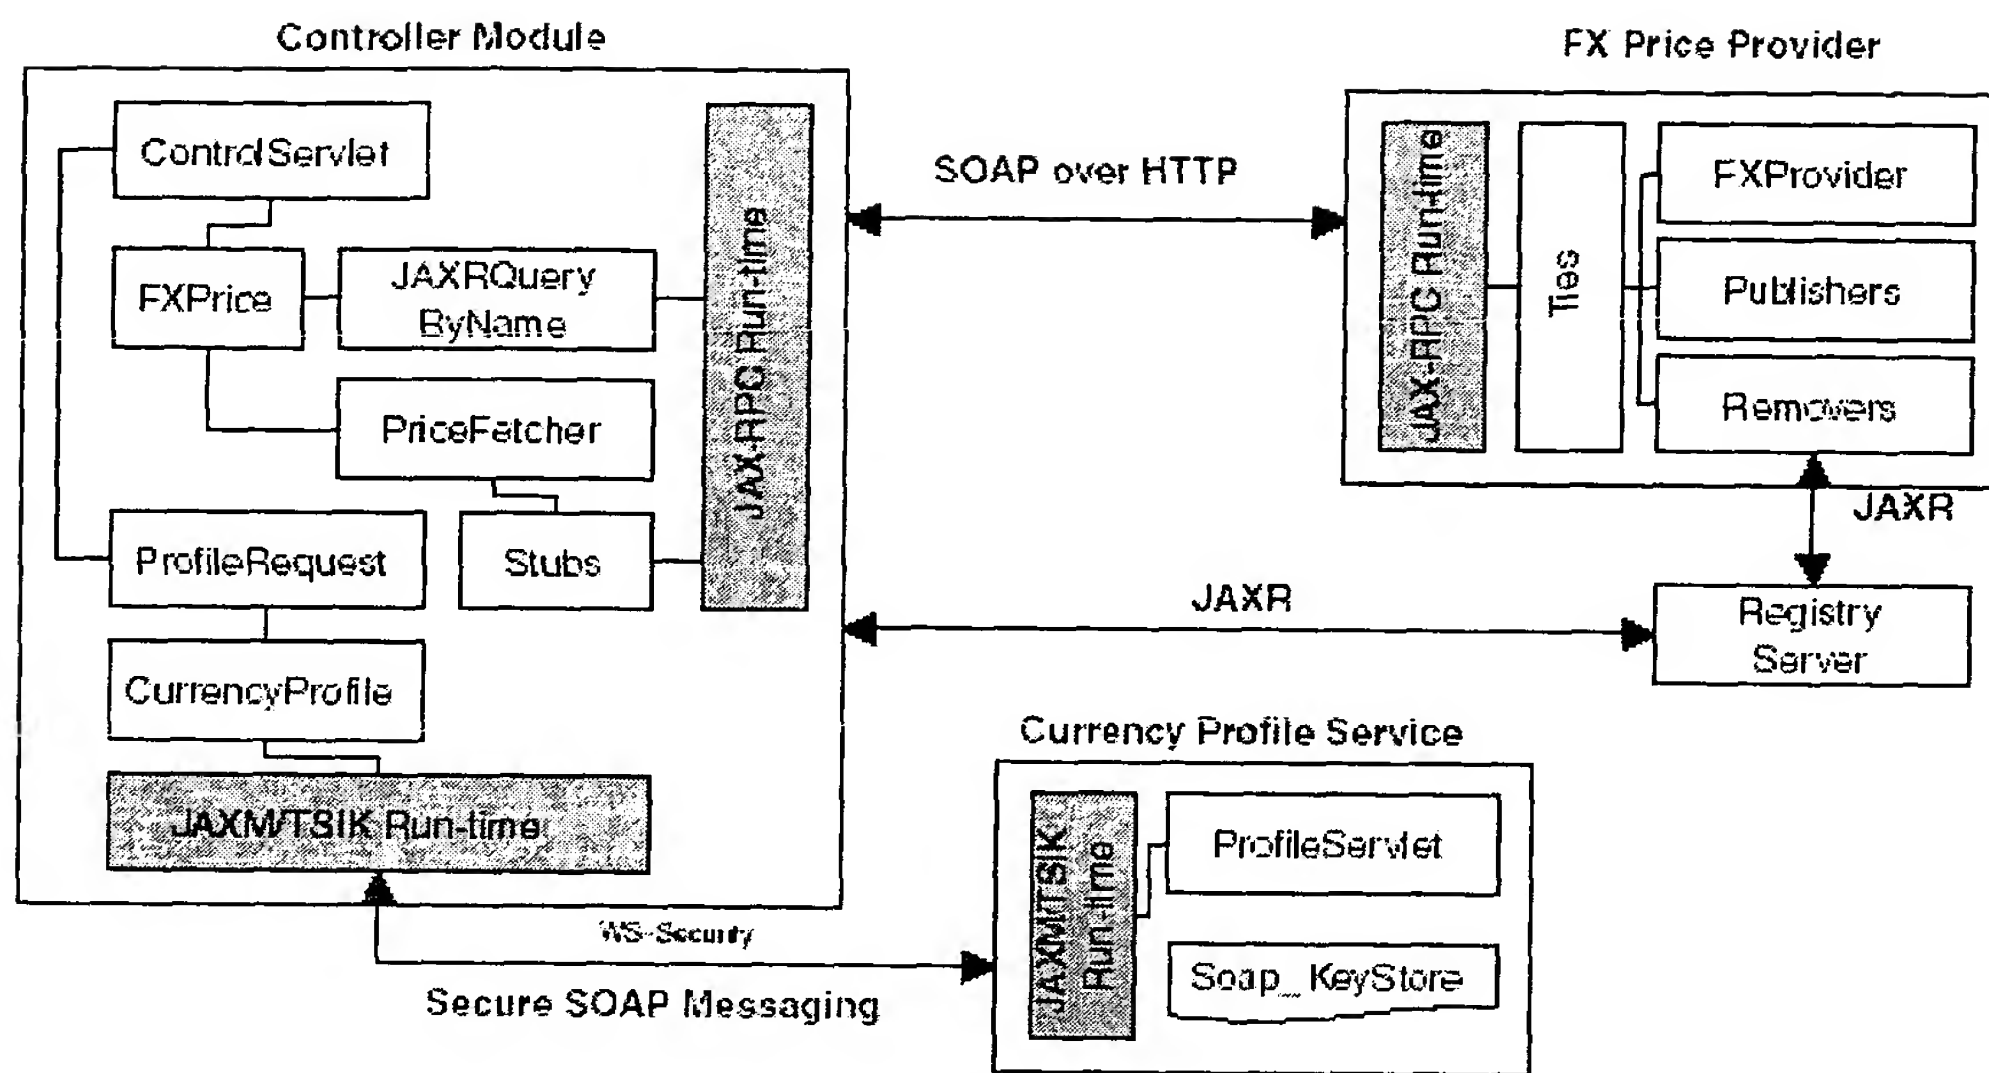 Controller Module
FX Price Provider
ControlServlet
FXPrice
JAXRQuery
ByName
PriceFetcher
ProfileRequest
Stubs
CurrencyProfile
JAXM/TSIK Run-time
JAX-RPC Run-time
SOAP over HTTP
JAX-RPC Run-time
Ties
FXProvider
Publishers
Removers
JAXR
JAXR
Registry
Server
Currency Profile Service
JAXM/TSIK
Run-time
ProfileServlet
Soap_ KeyStore
WS-Security
Secure SOAP Messaging